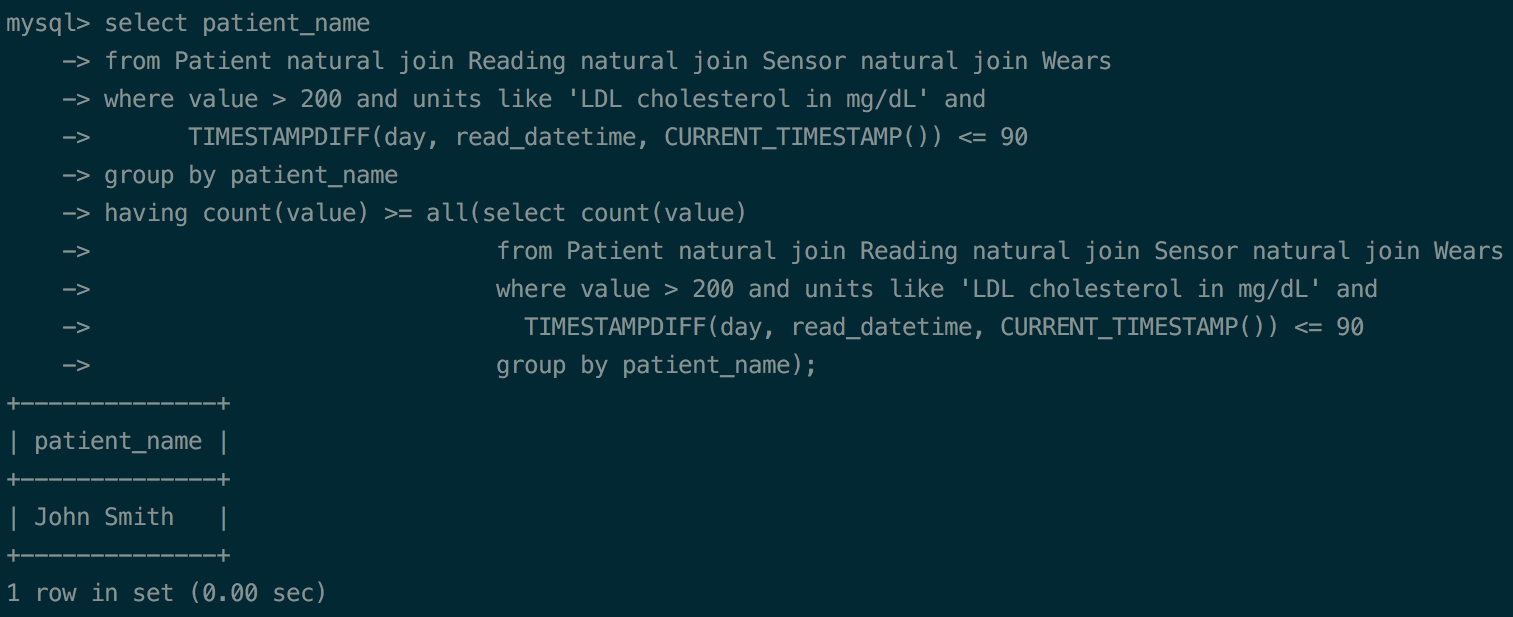 mysql> select patient_name
    -> from Patient natural join Reading natural join Sensor natural join Wears
    -> where value > 200 and units like 'LDL cholesterol in mg/dL' and
    ->       TIMESTAMPDIFF(day, read_datetime, CURRENT_TIMESTAMP()) <= 90
    -> group by patient_name
    -> having count(value) >= all(select count(value)
    ->                             from Patient natural join Reading natural join Sensor natural join Wears
    ->                             where value > 200 and units like 'LDL cholesterol in mg/dL' and
    ->                               TIMESTAMPDIFF(day, read_datetime, CURRENT_TIMESTAMP()) <= 90
    ->                             group by patient_name);
+--------------+
| patient_name |
+--------------+
| John Smith   |
+--------------+
1 row in set (0.00 sec)